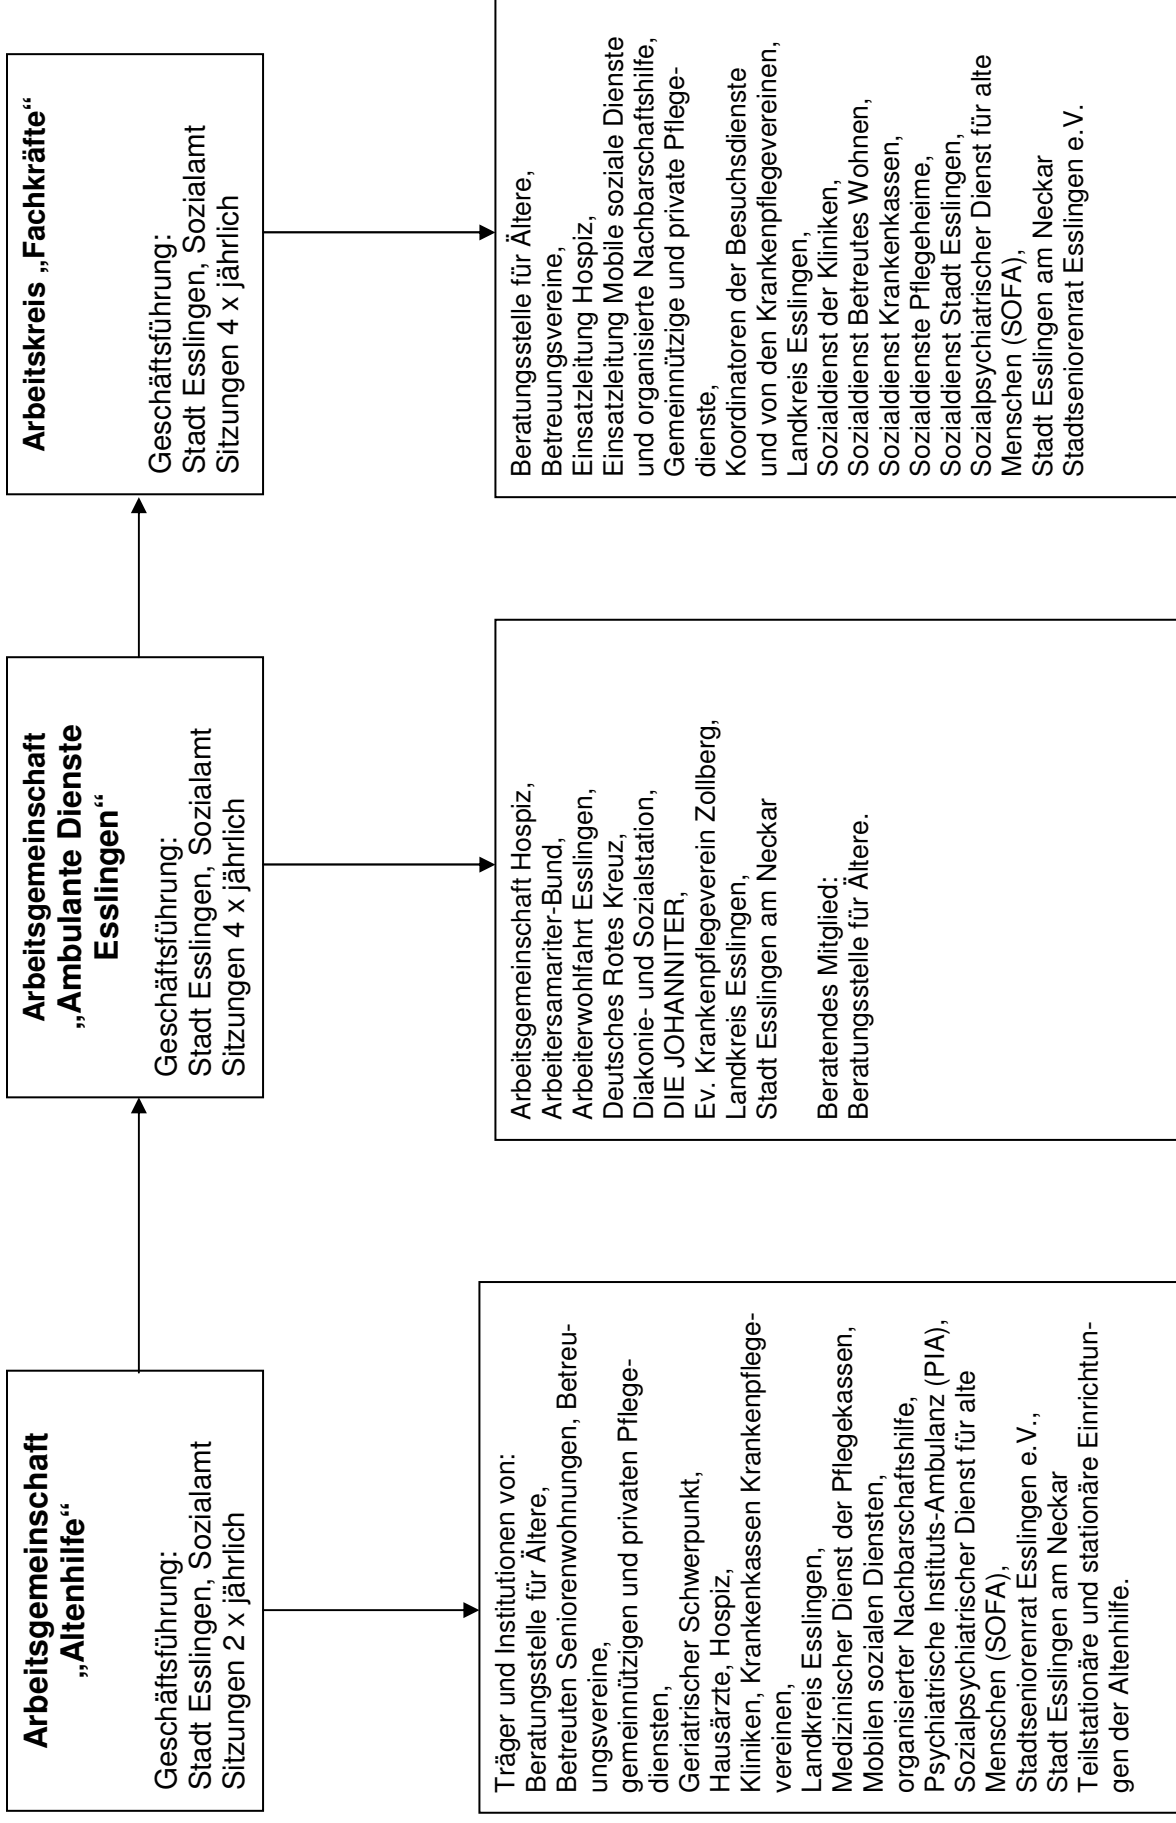 Arbeitsgemeinschaft
„Altenhilfe“
Geschäftsführung:
Stadt Esslingen, Sozialamt
Sitzungen 2 x jährlich
Arbeitsgemeinschaft
„Ambulante Dienste
Esslingen“
Geschäftsführung:
Stadt Esslingen, Sozialamt
Sitzungen 4 x jährlich
Arbeitskreis „Fachkräfte“
Geschäftsführung:
Stadt Esslingen, Sozialamt
Sitzungen 4 x jährlich
Träger und Institutionen von:
Beratungsstelle für Ältere,
Betreuten Seniorenwohnungen, Betreu-
ungsvereine,
gemeinnützigen und privaten Pflege-
diensten,
Geriatrischer Schwerpunkt,
Hausärzte, Hospiz,
Kliniken, Krankenkassen Krankenpflege-
vereinen,
Landkreis Esslingen,
Medizinischer Dienst der Pflegekassen,
Mobilen sozialen Diensten,
organisierter Nachbarschaftshilfe,
Psychiatrische Instituts-Ambulanz (PIA),
Sozialpsychiatrischer Dienst für alte
Menschen (SOFA),
Stadtseniorenrat Esslingen e.V.,
Stadt Esslingen am Neckar
Teilstationäre und stationäre Einrichtun-
gen der Altenhilfe.
Arbeitsgemeinschaft Hospiz,
Arbeitersamariter-Bund,
Arbeiterwohlfahrt Esslingen,
Deutsches Rotes Kreuz,
Diakonie- und Sozialstation,
DIE JOHANNITER,
Ev. Krankenpflegeverein Zollberg,
Landkreis Esslingen,
Stadt Esslingen am Neckar
Beratendes Mitglied:
Beratungsstelle für Ältere.
Beratungsstelle für Ältere,
Betreuungsvereine,
Einsatzleitung Hospiz,
Einsatzleitung Mobile soziale Dienste
und organisierte Nachbarschaftshilfe,
Gemeinnützige und private Pflege-
dienste,
Koordinatoren der Besuchsdienste
und von den Krankenpflegevereinen,
Landkreis Esslingen,
Sozialdienst der Kliniken,
Sozialdienst Betreutes Wohnen,
Sozialdienst Krankenkassen,
Sozialdienste Pflegeheime,
Sozialdienst Stadt Esslingen,
Sozialpsychiatrischer Dienst für alte
Menschen (SOFA),
Stadt Esslingen am Neckar
Stadtseniorenrat Esslingen e.V.